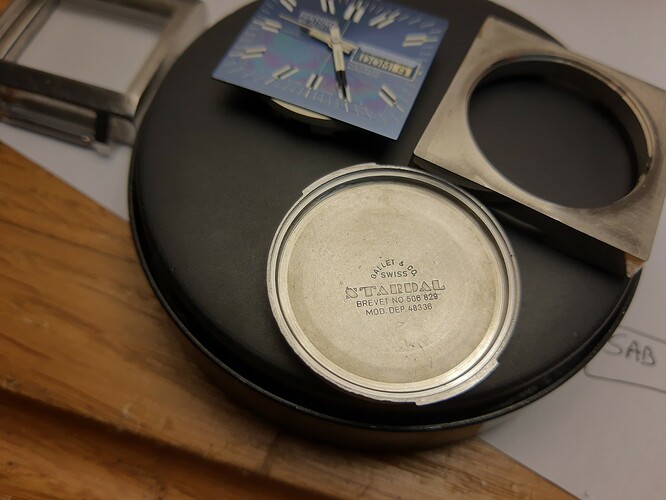 GALLET & CO.
SWISS
STARDAL
BREVET NO. 506 829
MOD. DEP. 48336
SAB